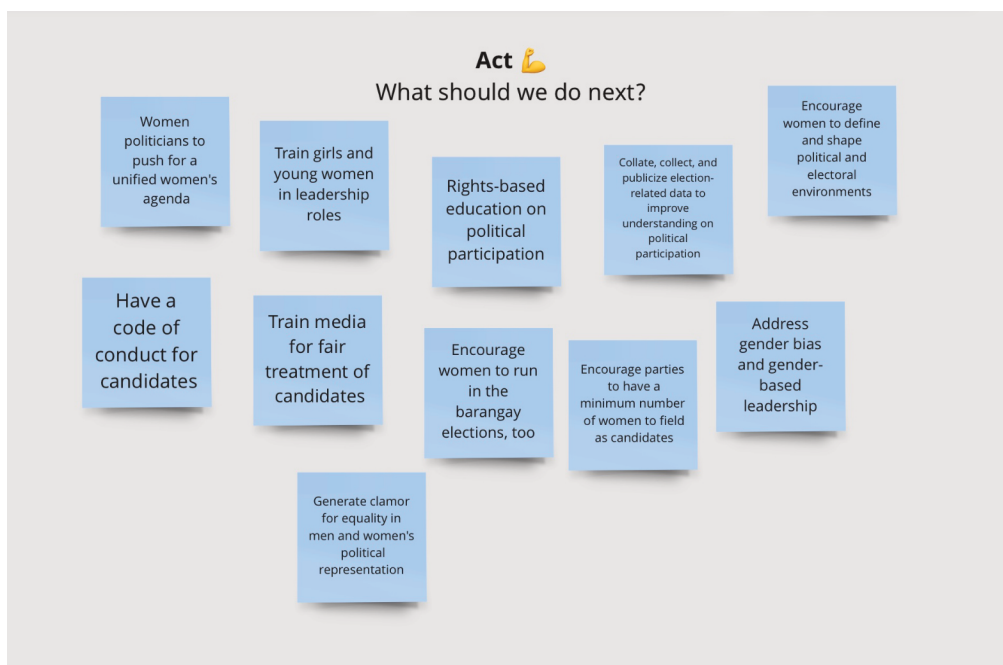 Act 💪
What should we do next?
Women
politicians to
push for a
unified women's
agenda
Train girls and
young women
in leadership
roles
Rights-based
education on
political
participation
Collate, collect, and
publicize election-
related data to
improve
understanding on
political
participation
Encourage
women to define
and shape
political and
electoral
environments
Have a
code of
conduct for
candidates
Train media
for fair
treatment of
candidates
Encourage
women to run
in the
barangay
elections, too
Encourage parties
to have a
minimum number
of women to field
as candidates
Address
gender bias
and gender-
based
leadership
Generate clamor
for equality in
men and women's
political
representation